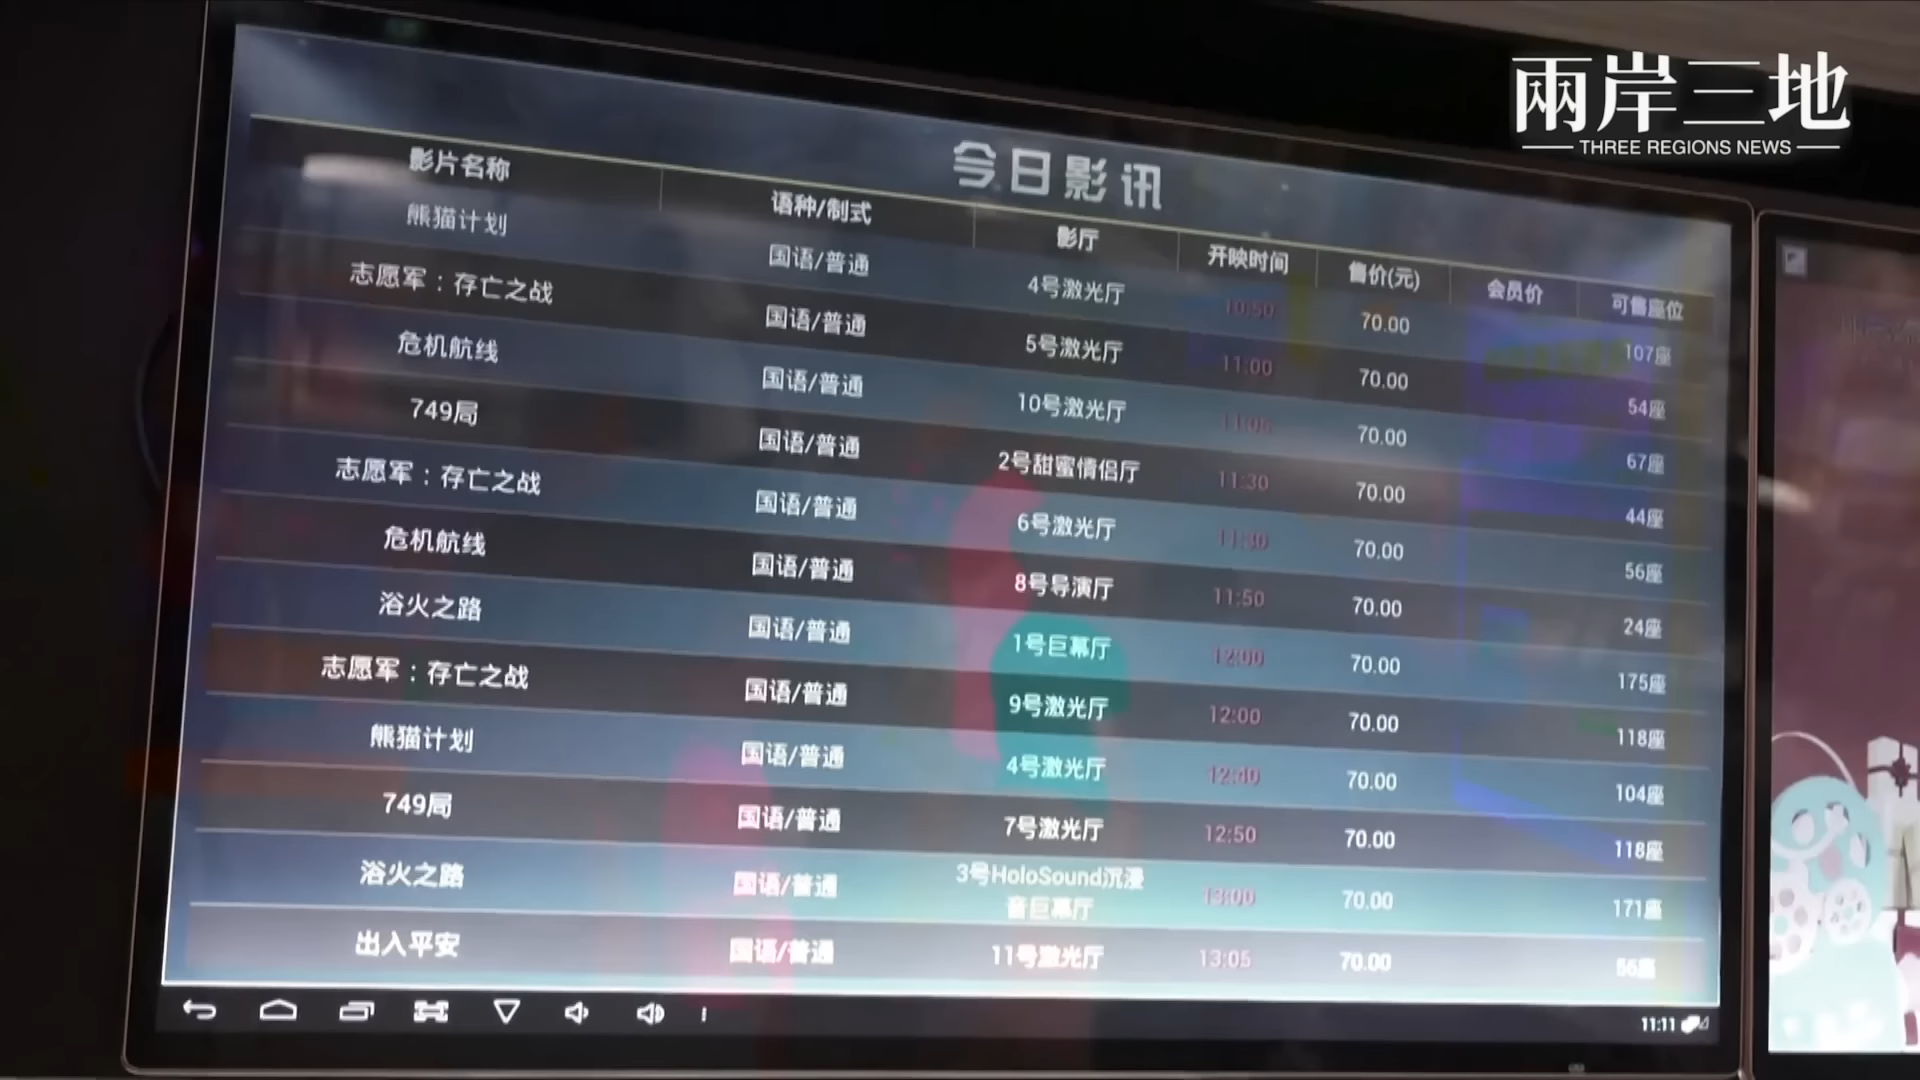 兩岸三地
THREE REGIONS NEWS
今日影讯
影片名称 语种/制式 影厅 开映时间 售价(元) 会员价 可售座位
熊猫计划 国语/普通 4号激光厅 10:50 70.00 107座
志愿军：存亡之战 国语/普通 5号激光厅 11:00 70.00 54座
危机航线 国语/普通 10号激光厅 70.00 67座
749局 国语/普通 2号甜蜜情侣厅 11:30 70.00 44座
志愿军：存亡之战 国语/普通 6号激光厅 11:30 70.00 56座
危机航线 国语/普通 8号导演厅 11:50 70.00 24座
浴火之路 国语/普通 1号巨幕厅 12:00 70.00 175座
志愿军：存亡之战 国语/普通 9号激光厅 12:00 70.00 118座
熊猫计划 国语/普通 4号激光厅 12:40 70.00 104座
749局 国语/普通 7号激光厅 12:50 70.00 118座
浴火之路 国语/普通 3号HoloSound沉浸 13:00 70.00 171座
音巨幕厅
出入平安 国语/普通 11号激光厅 13:05 70.00
11:11